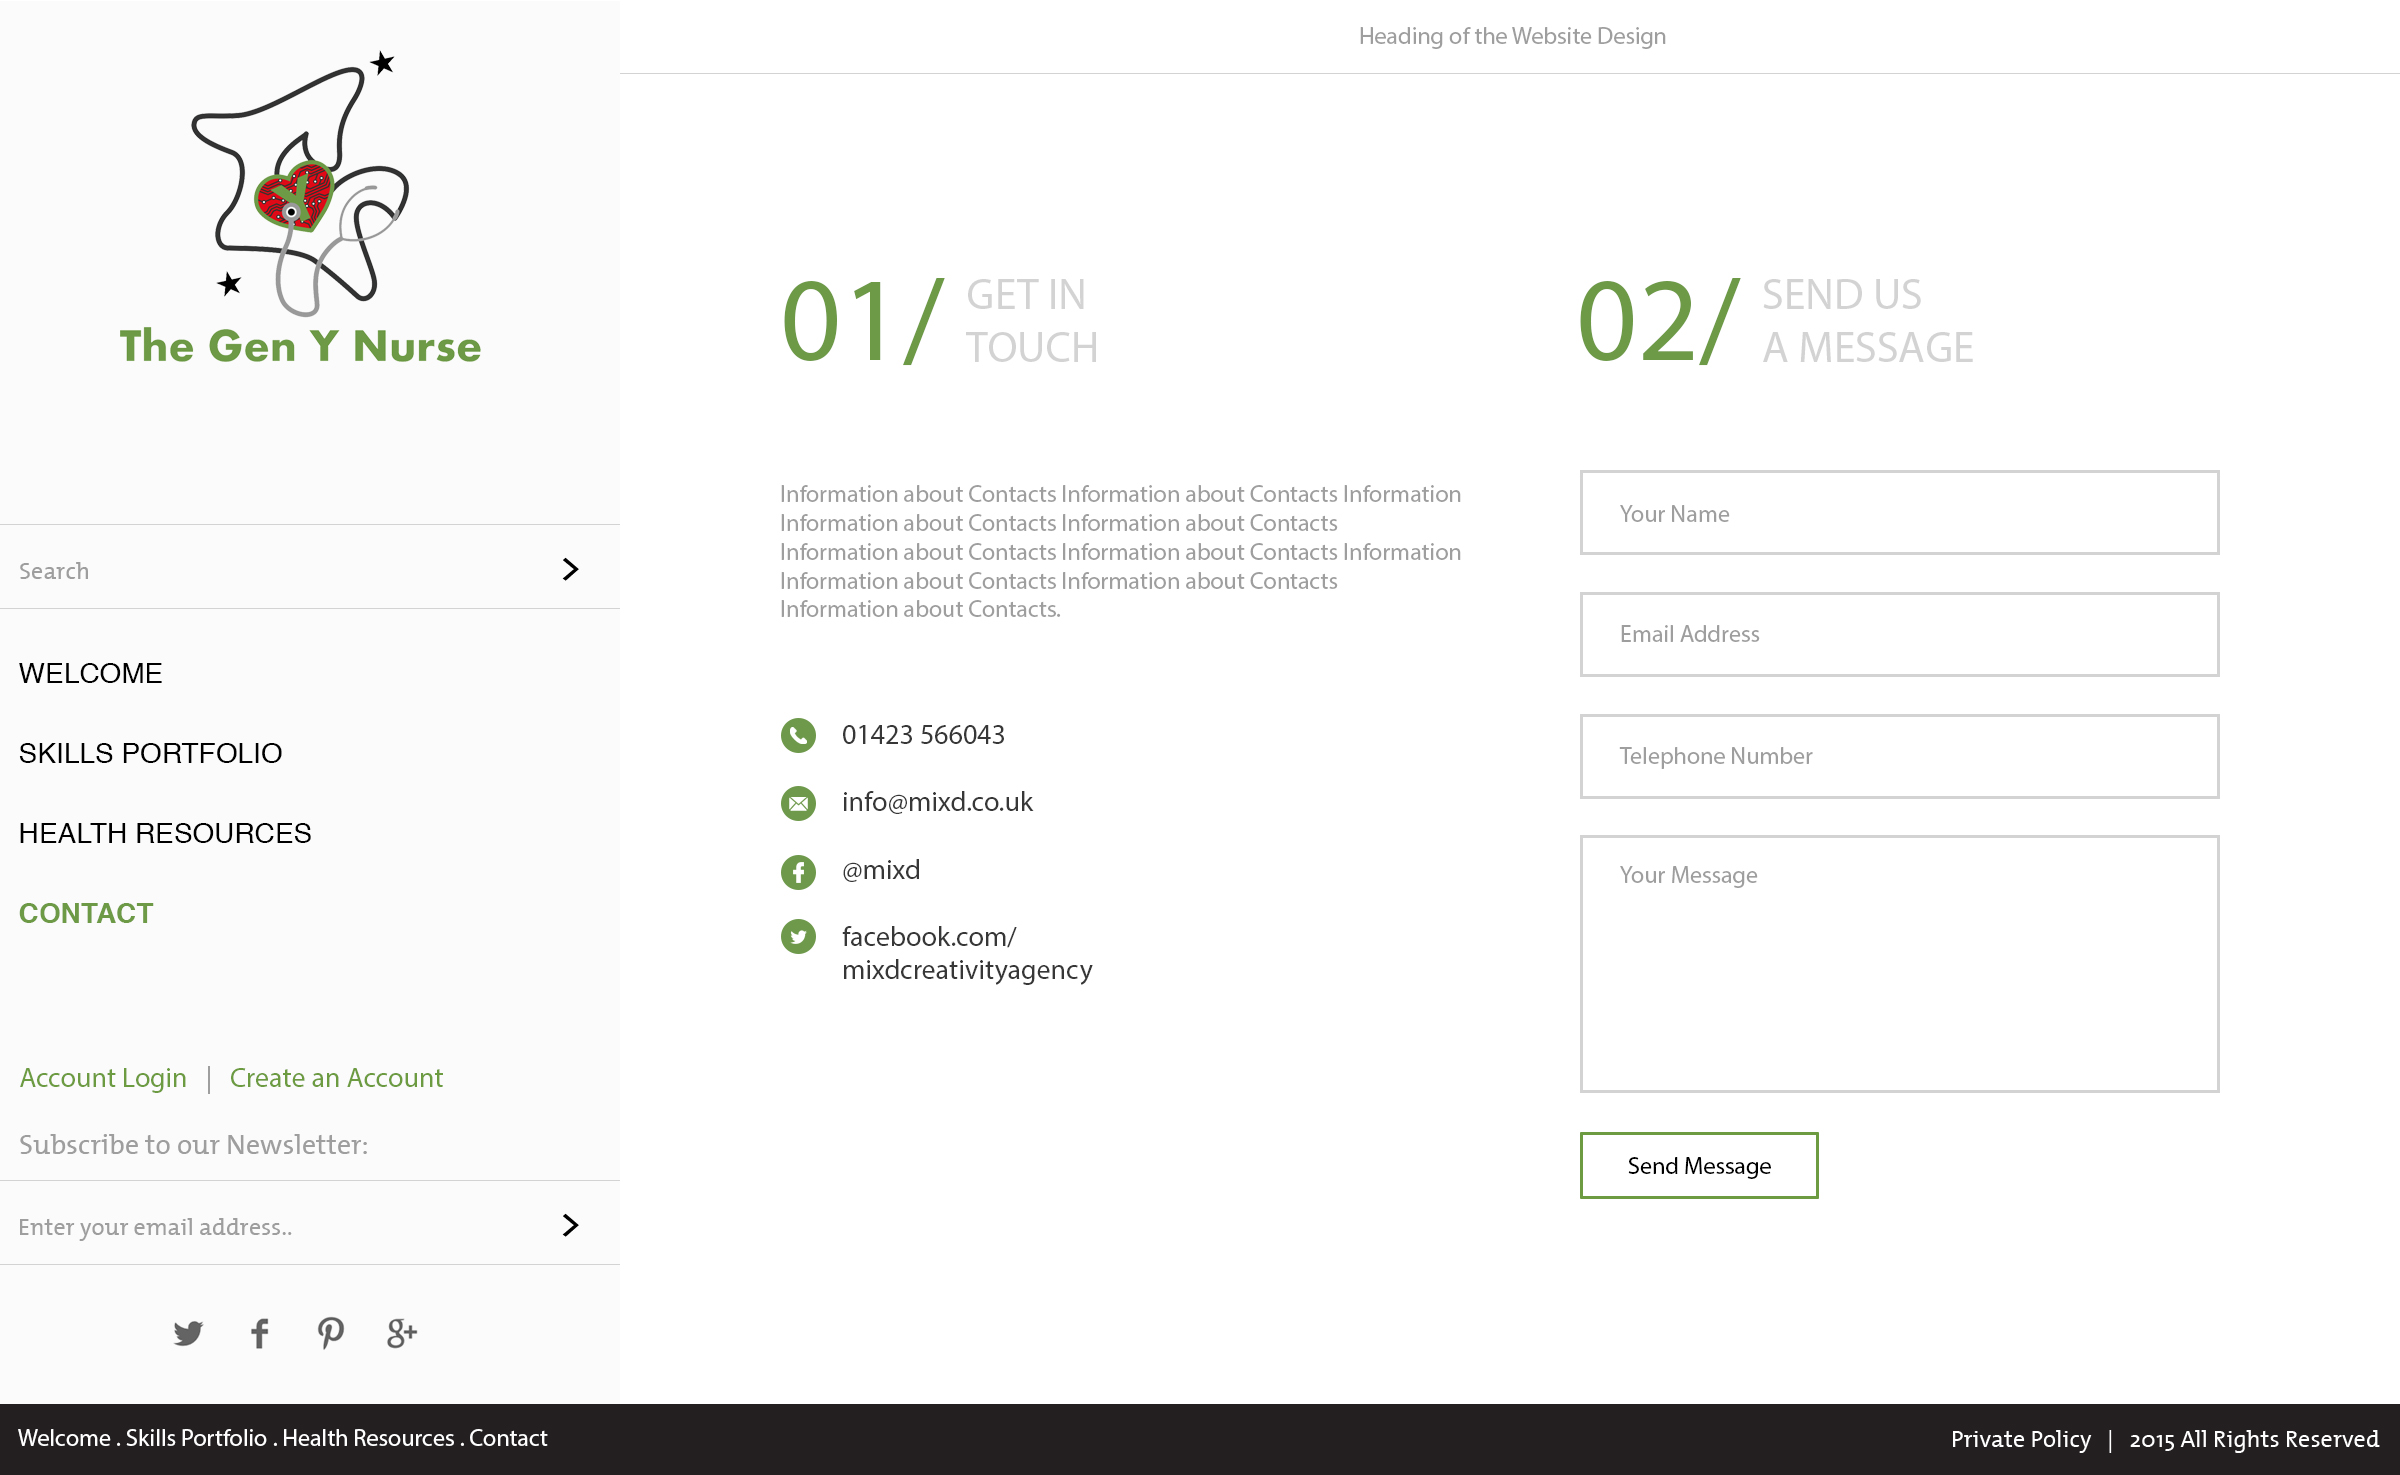 The Gen Y Nurse
Search
WELCOME
SKILLS PORTFOLIO
HEALTH RESOURCES
CONTACT
Account Login | Create an Account
Subscribe to our Newsletter:
Enter your email address..
Heading of the Website Design
01/ GET IN
TOUCH
Information about Contacts Information about Contacts Information
Information about Contacts Information about Contacts
Information about Contacts Information about Contacts Information
Information about Contacts Information about Contacts
Information about Contacts.
01423 566043
info@mixd.co.uk
@mixd
facebook.com/
mixdcreativityagency
02/ SEND US
A MESSAGE
Your Name
Email Address
Telephone Number
Your Message
Send Message
Welcome . Skills Portfolio . Health Resources . Contact
Private Policy | 2015 All Rights Reserved